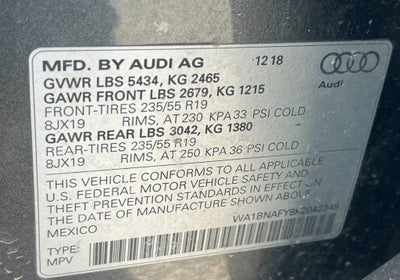 MFD. BY AUDI AG 12 18
GVWR LBS 5434, KG 2465
GAWR FRONT LBS 2679, KG 1215
FRONT-TIRES 235/55 R19
8JX19 RIMS, AT 230 KPA 33 PSI COLD
GAWR REAR LBS 3042, KG 1380
REAR-TIRES 235/55 R19
8JX19 RIMS, AT 250 KPA 36 PSI COLD
Audi
THIS VEHICLE CONFORMS TO ALL APPLICABLE
U.S. FEDERAL MOTOR VEHICLE SAFETY AND
THEFT PREVENTION STANDARDS IN EFFECT ON
THE DATE OF MANUFACTURE SHOWN ABOVE.
MEXICO
TYPE:
MPV